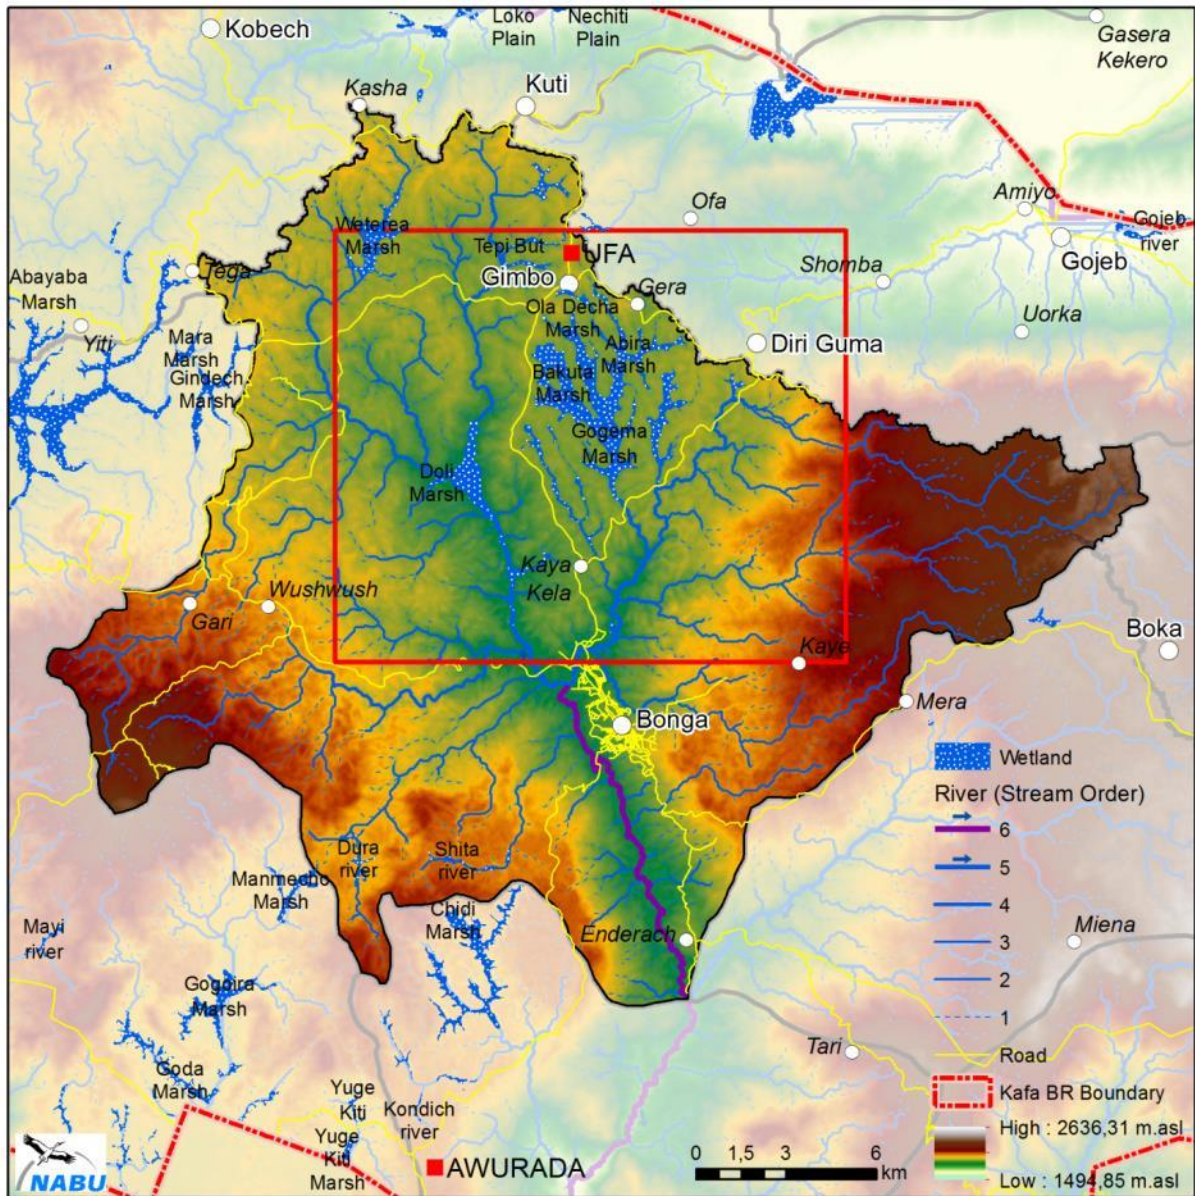 Loko
Plain
Nechiti
Plain
Kobech
Gasera
Kekero
Kasha
Kuti
Amiyo
Ofa
Gojeb
river
Weterea
Marsh
Tepi But
UFA
Gojeb
Tega
Gimbo
Gera
Shomba
Abayaba
Marsh
Ola Decha
Marsh
Uorka
Yiti
Mara
Marsh
Abira
Marsh
Diri Guma
Gindech
Marsh
Bakuta
Marsh
Gogema
Marsh
Doli
Marsh
Kaya
Kela
Wushwush
Gari
Kaye
Boka
Mera
Bonga
Wetland
River (Stream Order)
6
5
4
3
2
1
Road
Kafa BR Boundary
High : 2636,31 m.asl
Low : 1494,85 m.asl
Dura
river
Shita
river
Manmecho
Marsh
Chidi
Marsh
Mayi
river
Enderach
Miena
Gogoira
Marsh
Tari
Goda
Marsh
Yuge
Kiti
Kondich
river
Yuge
Kiti
Marsh
AWURADA
0 1,5 3 6
km
NABU